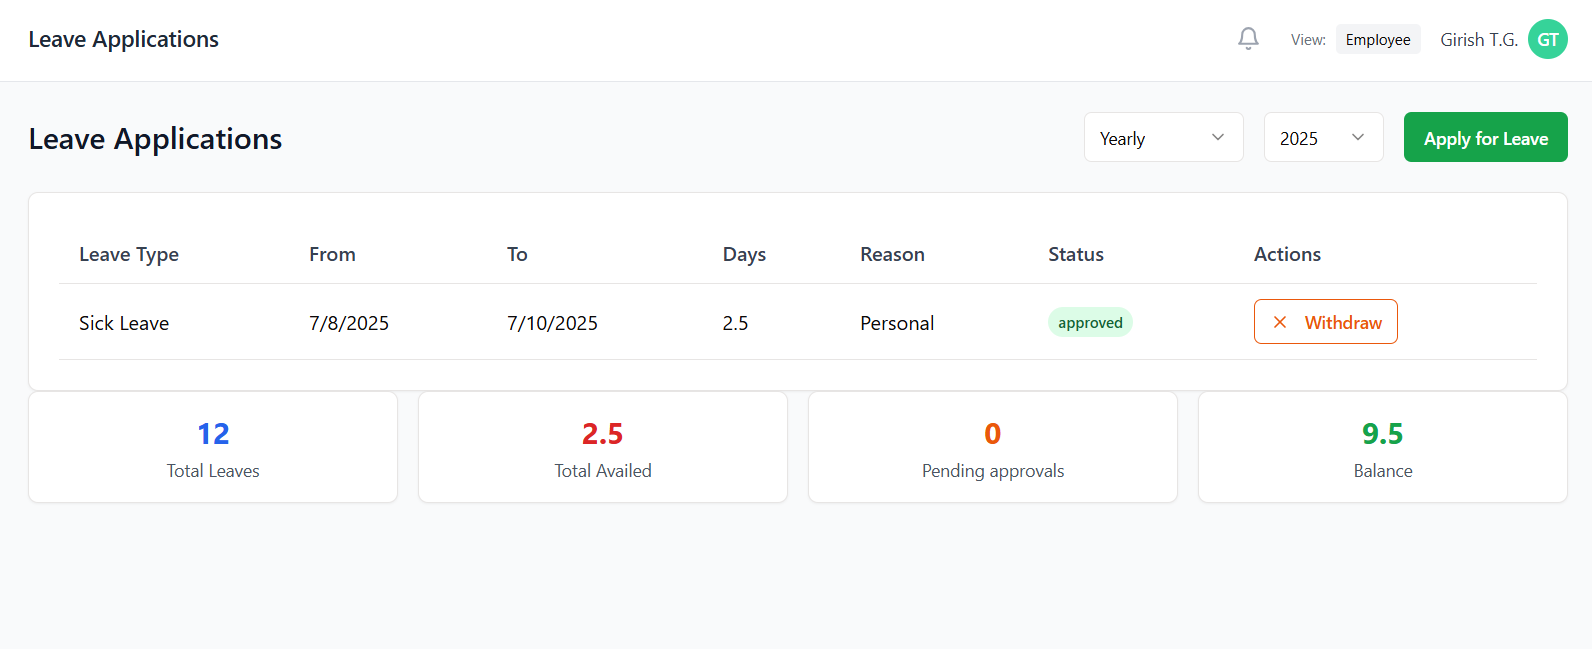 Leave Applications
View: Employee Girish T.G. GT
Leave Applications
Yearly 2025 Apply for Leave
Leave Type From To Days Reason Status Actions
Sick Leave 7/8/2025 7/10/2025 2.5 Personal approved Withdraw
12 2.5 0 9.5
Total Leaves Total Availed Pending approvals Balance